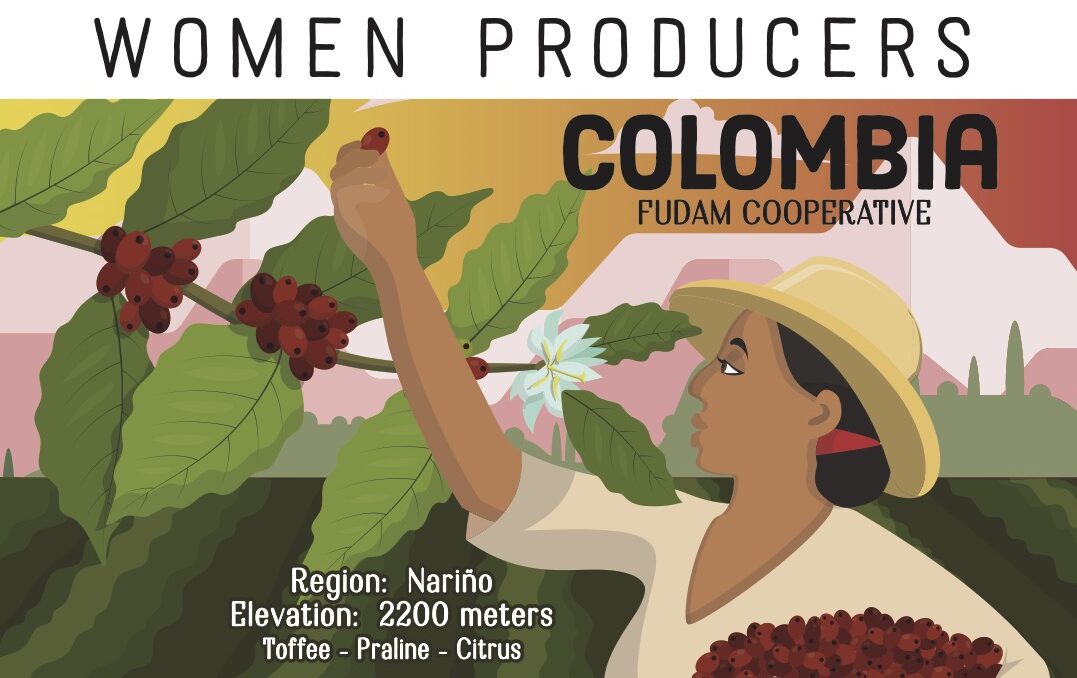 WOMEN PRODUCERS
COLOMBIA
FUDAM COOPERATIVE
Region: Nariño
Elevation: 2200 meters
Toffee - Praline - Citrus